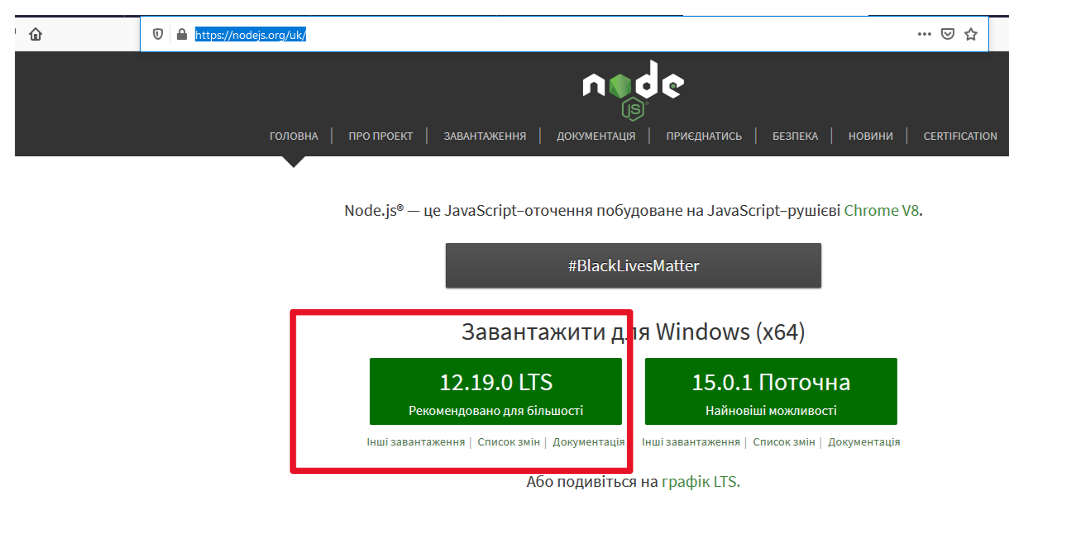 https://nodejs.org/uk/
node
JS
ГОЛОВНА | ПРО ПРОЕКТ | ЗАВАНТАЖЕННЯ | ДОКУМЕНТАЦІЯ | ПРИЄДНАТИСЬ | БЕЗПЕКА | НОВИНИ | CERTIFICATION
Node.js® — це JavaScript–оточення побудоване на JavaScript–рушієві Chrome V8.
#BlackLivesMatter
Завантажити для Windows (x64)
12.19.0 LTS
Рекомендовано для більшості
15.0.1 Поточна
Найновіші можливості
Інші завантаження | Список змін | Документація
Інші завантаження | Список змін | Документація
Або подивіться на графік LTS.